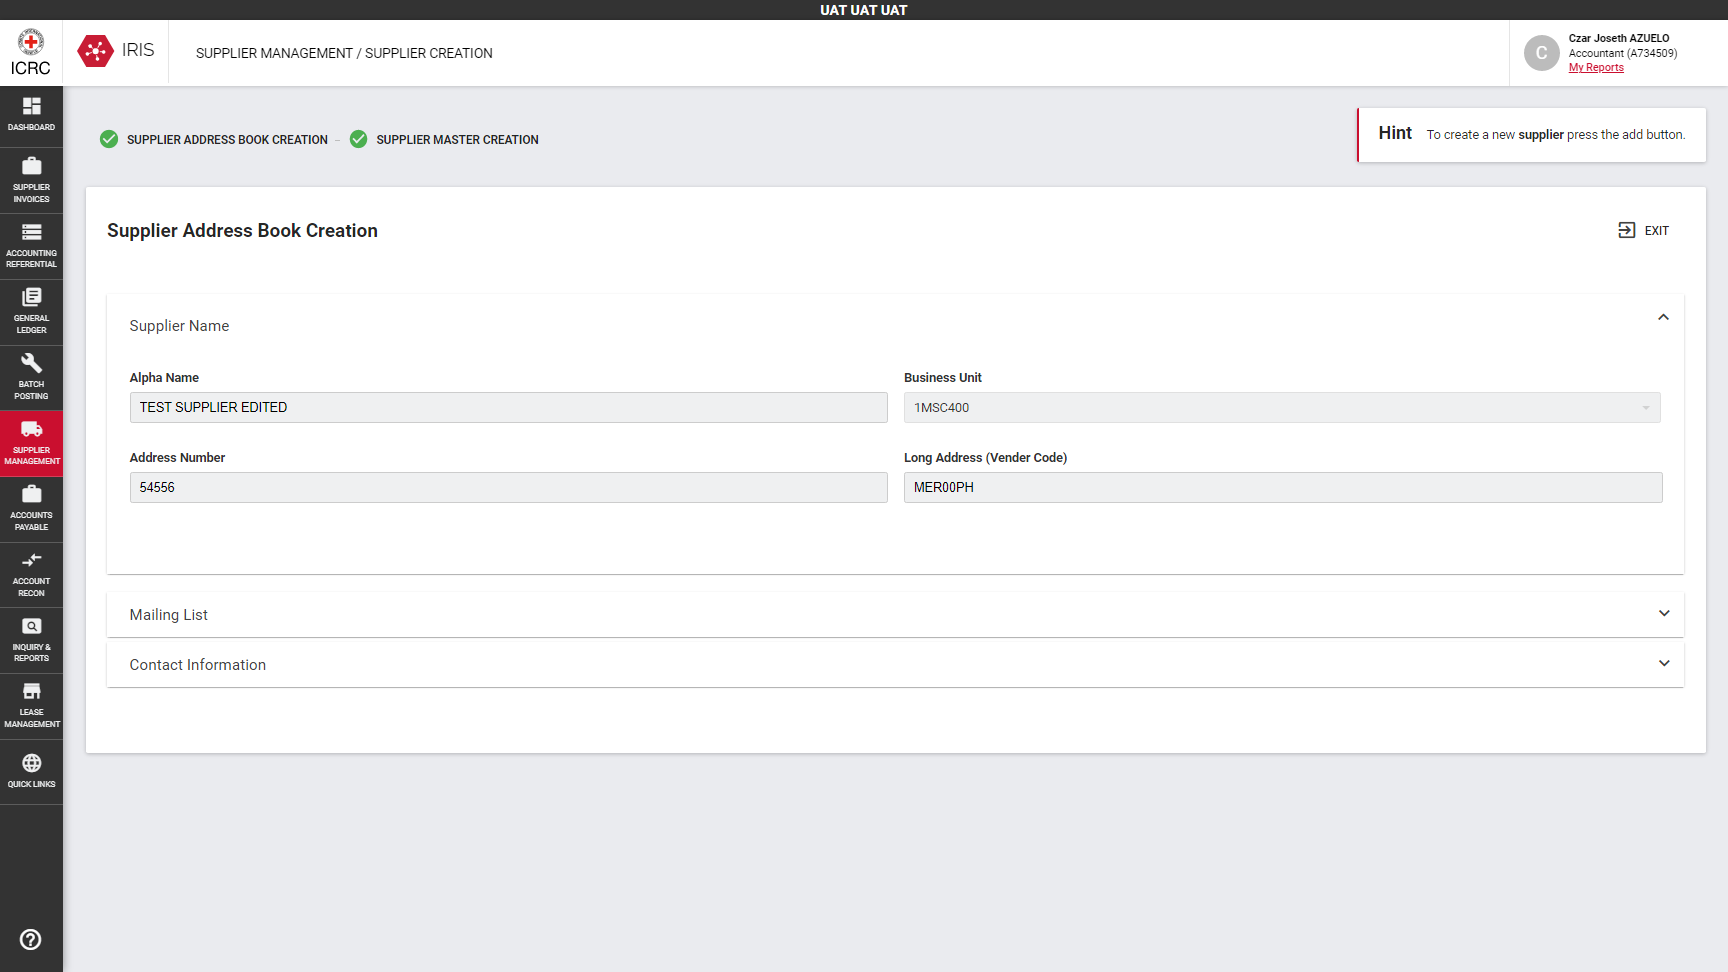 UAT UAT UAT
ICRC
IRIS
SUPPLIER MANAGEMENT / SUPPLIER CREATION
C
Czar Joseth AZUELO
Accountant (A734509)
My Reports
DASHBOARD
SUPPLIER
INVOICES
ACCOUNTING
REFERENTIAL
GENERAL
LEDGER
BATCH
POSTING
SUPPLIER
MANAGEMENT
ACCOUNTS
PAYABLE
ACCOUNT
RECON
INQUIRY &
REPORTS
LEASE
MANAGEMENT
QUICK LINKS
SUPPLIER ADDRESS BOOK CREATION
SUPPLIER MASTER CREATION
Hint To create a new supplier press the add button.
Supplier Address Book Creation
EXIT
Supplier Name
Alpha Name
TEST SUPPLIER EDITED
Business Unit
1MSC400
Address Number
54556
Long Address (Vender Code)
MER00PH
Mailing List
Contact Information